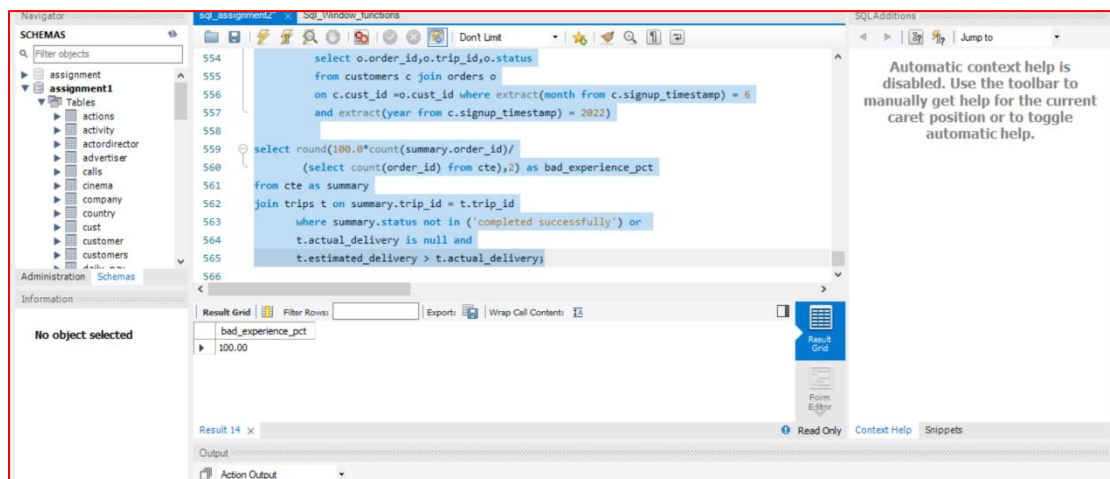 Navigator
sql_assignment2*
Sql_Window_functions
SQLAdditions
SCHEMAS
Don't Limit
Jump to
Filter objects
assignment
assignment1
Tables
actions
activity
actordirector
advertiser
calls
cinema
company
country
cust
customer
customers
Administration Schemas
Information
No object selected
554 select o.order_id,o.trip_id,o.status
555 from customers c join orders o
556 on c.cust_id =o.cust_id where extract(month from c.signup_timestamp) = 6
557 and extract(year from c.signup_timestamp) = 2022)
558
559 select round(100.0*count(summary.order_id)/
560 (select count(order_id) from cte),2) as bad_experience_pct
561 from cte as summary
562 join trips t on summary.trip_id = t.trip_id
563 where summary.status not in ('completed successfully') or
564 t.actual_delivery is null and
565 t.estimated_delivery > t.actual_delivery;
566
Automatic context help is
disabled. Use the toolbar to
manually get help for the current
caret position or to toggle
automatic help.
Result Grid Filter Rows: Export: Wrap Cell Content:
bad_experience_pct
100.00
Result
Grid
Form
Editor
Result 14
Read Only
Context Help Snippets
Output
Action Output